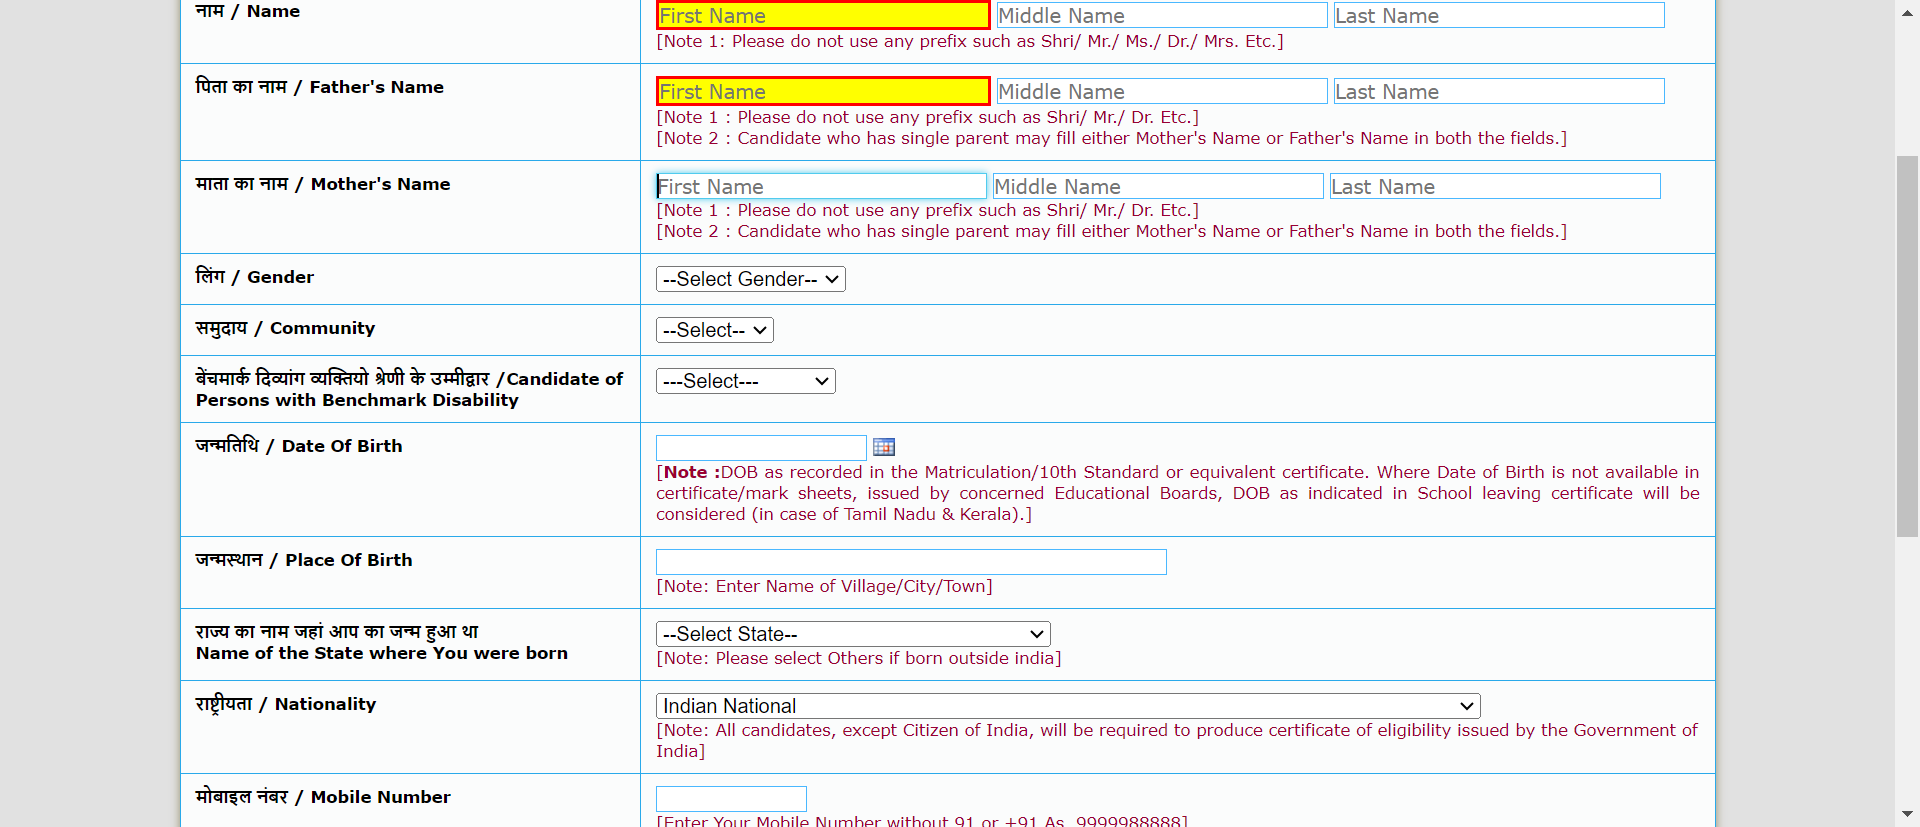 नाम / Name
First Name Middle Name Last Name
[Note 1: Please do not use any prefix such as Shri/ Mr./ Ms./ Dr./ Mrs. Etc.]
पिता का नाम / Father's Name
First Name Middle Name Last Name
[Note 1 : Please do not use any prefix such as Shri/ Mr./ Dr. Etc.]
[Note 2 : Candidate who has single parent may fill either Mother's Name or Father's Name in both the fields.]
माता का नाम / Mother's Name
First Name Middle Name Last Name
[Note 1 : Please do not use any prefix such as Shri/ Mr./ Dr. Etc.]
[Note 2 : Candidate who has single parent may fill either Mother's Name or Father's Name in both the fields.]
लिंग / Gender
--Select Gender--
समुदाय / Community
--Select--
बेंचमार्क दिव्यांग व्यक्तियो श्रेणी के उम्मीद्वार /Candidate of
Persons with Benchmark Disability
---Select---
जन्मतिथि / Date Of Birth
[Note :DOB as recorded in the Matriculation/10th Standard or equivalent certificate. Where Date of Birth is not available in
certificate/mark sheets, issued by concerned Educational Boards, DOB as indicated in School leaving certificate will be
considered (in case of Tamil Nadu & Kerala).]
जन्मस्थान / Place Of Birth
[Note: Enter Name of Village/City/Town]
राज्य का नाम जहां आप का जन्म हुआ था
Name of the State where You were born
--Select State--
[Note: Please select Others if born outside india]
राष्ट्रीयता / Nationality
Indian National
[Note: All candidates, except Citizen of India, will be required to produce certificate of eligibility issued by the Government of
India]
मोबाइल नंबर / Mobile Number
[Enter Your Mobile Number without 91 or +91 As, 9999988888]